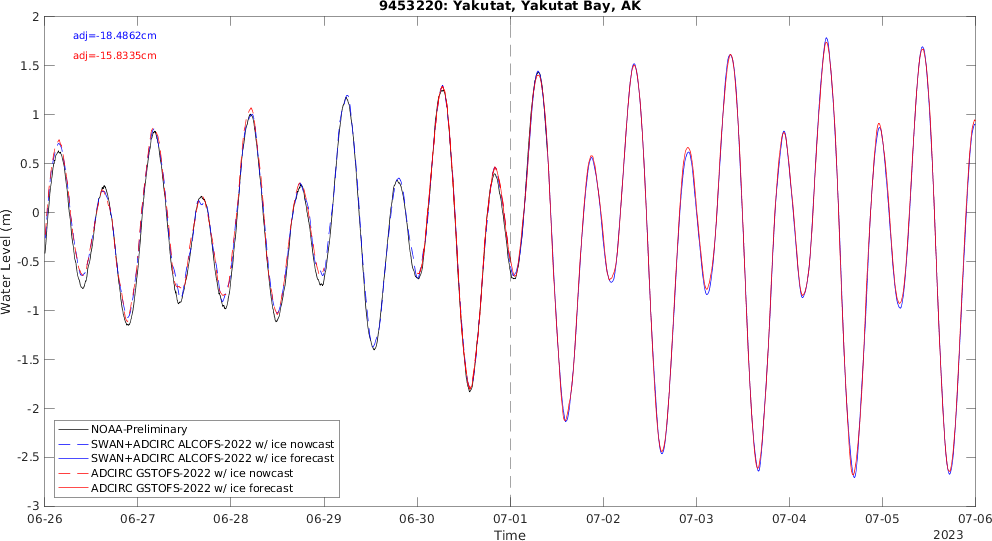 9453220: Yakutat, Yakutat Bay, AK
adj=-18.4862cm
adj=-15.8335cm
2
1.5
1
0.5
0
-0.5
-1
-1.5
-2
-2.5
-3
Water Level (m)
NOAA-Preliminary
SWAN+ADCIRC ALCOFS-2022 w/ ice nowcast
SWAN+ADCIRC ALCOFS-2022 w/ ice forecast
ADCIRC GSTOFS-2022 w/ ice nowcast
ADCIRC GSTOFS-2022 w/ ice forecast
06-26 06-27 06-28 06-29 06-30 07-01 07-02 07-03 07-04 07-05 07-06
Time
2023